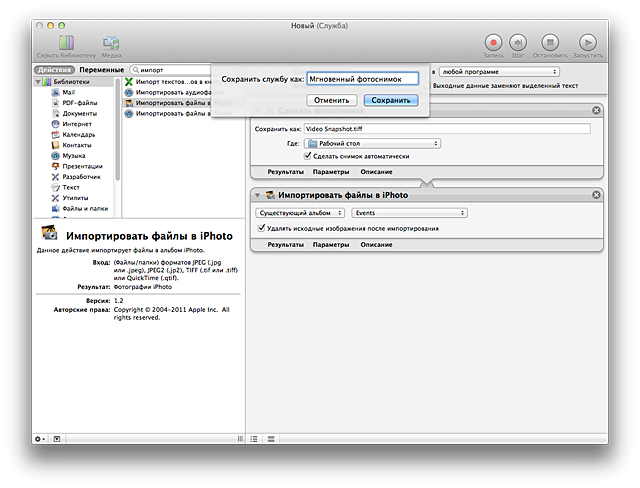 Новый (Служба)
Скрыть библиотеку
Медиа
Запись
Шаг
Остановить
Запустить
Действия
Переменные
импорт
Сохранить службу как:
Мгновенный фотоснимок
Отменить
Сохранить
в
любой программе
Выходные данные заменяют выделенный текст
Библиотеки
Mail
PDF-файлы
Документы
Интернет
Календарь
Контакты
Музыка
Презентации
Разработчик
Текст
Утилиты
Файлы и папки
Импорт текстов...ов в кн
Импортировать аудиофай
Импортировать файлы в iPhoto
Импортировать файлы в
Сохранить как:
Video Snapshot.tiff
Где:
Рабочий стол
Сделать снимок автоматически
Результаты
Параметры
Описание
Импортировать файлы в iPhoto
Существующий альбом
Events
Удалять исходные изображения после импортирования
Результаты
Параметры
Описание
Импортировать файлы в iPhoto
Данное действие импортирует файлы в альбом iPhoto.
Вход: (Файлы/папки) форматов JPEG (.jpg
или .jpeg), JPEG2 (.jp2), TIFF (.tif или .tiff)
или QuickTime (.qtif).
Результат: Фотографии iPhoto
Версия: 1.2
Авторские права: Copyright © 2004–2011 Apple Inc. All
rights reserved.